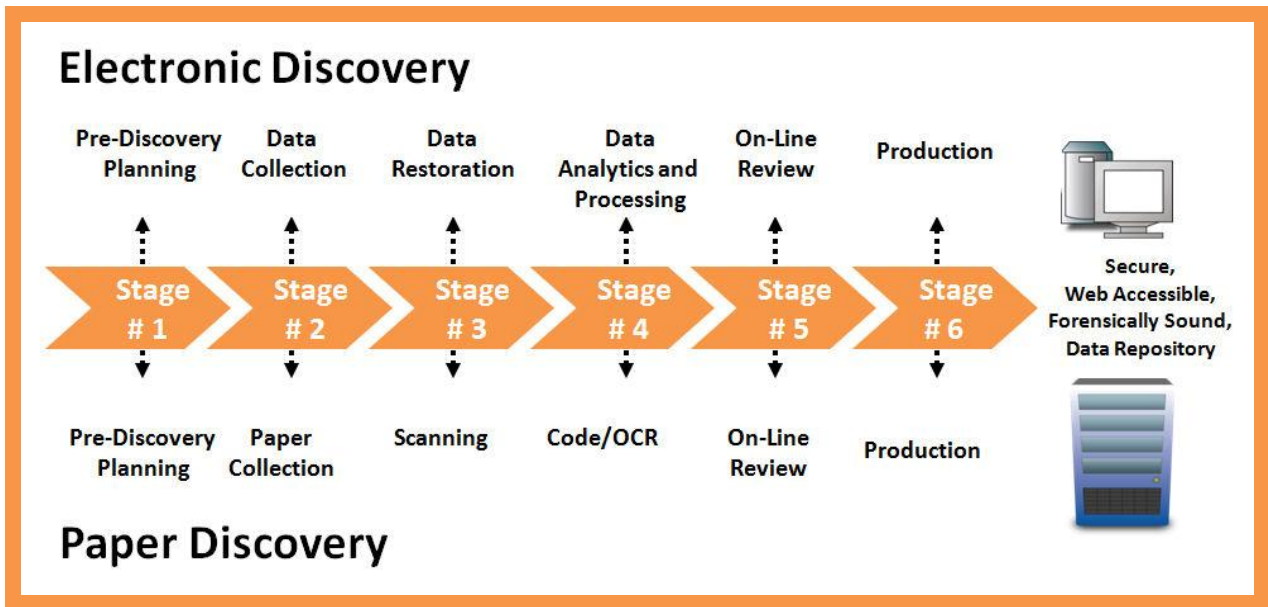 Electronic Discovery
Pre-Discovery
Planning
Data
Collection
Data
Restoration
Data
Analytics and
Processing
On-Line
Review
Production
Stage
# 1
Stage
# 2
Stage
# 3
Stage
# 4
Stage
# 5
Stage
# 6
Secure,
Web Accessible,
Forensically Sound,
Data Repository
Pre-Discovery
Planning
Paper
Collection
Scanning
Code/OCR
On-Line
Review
Production
Paper Discovery